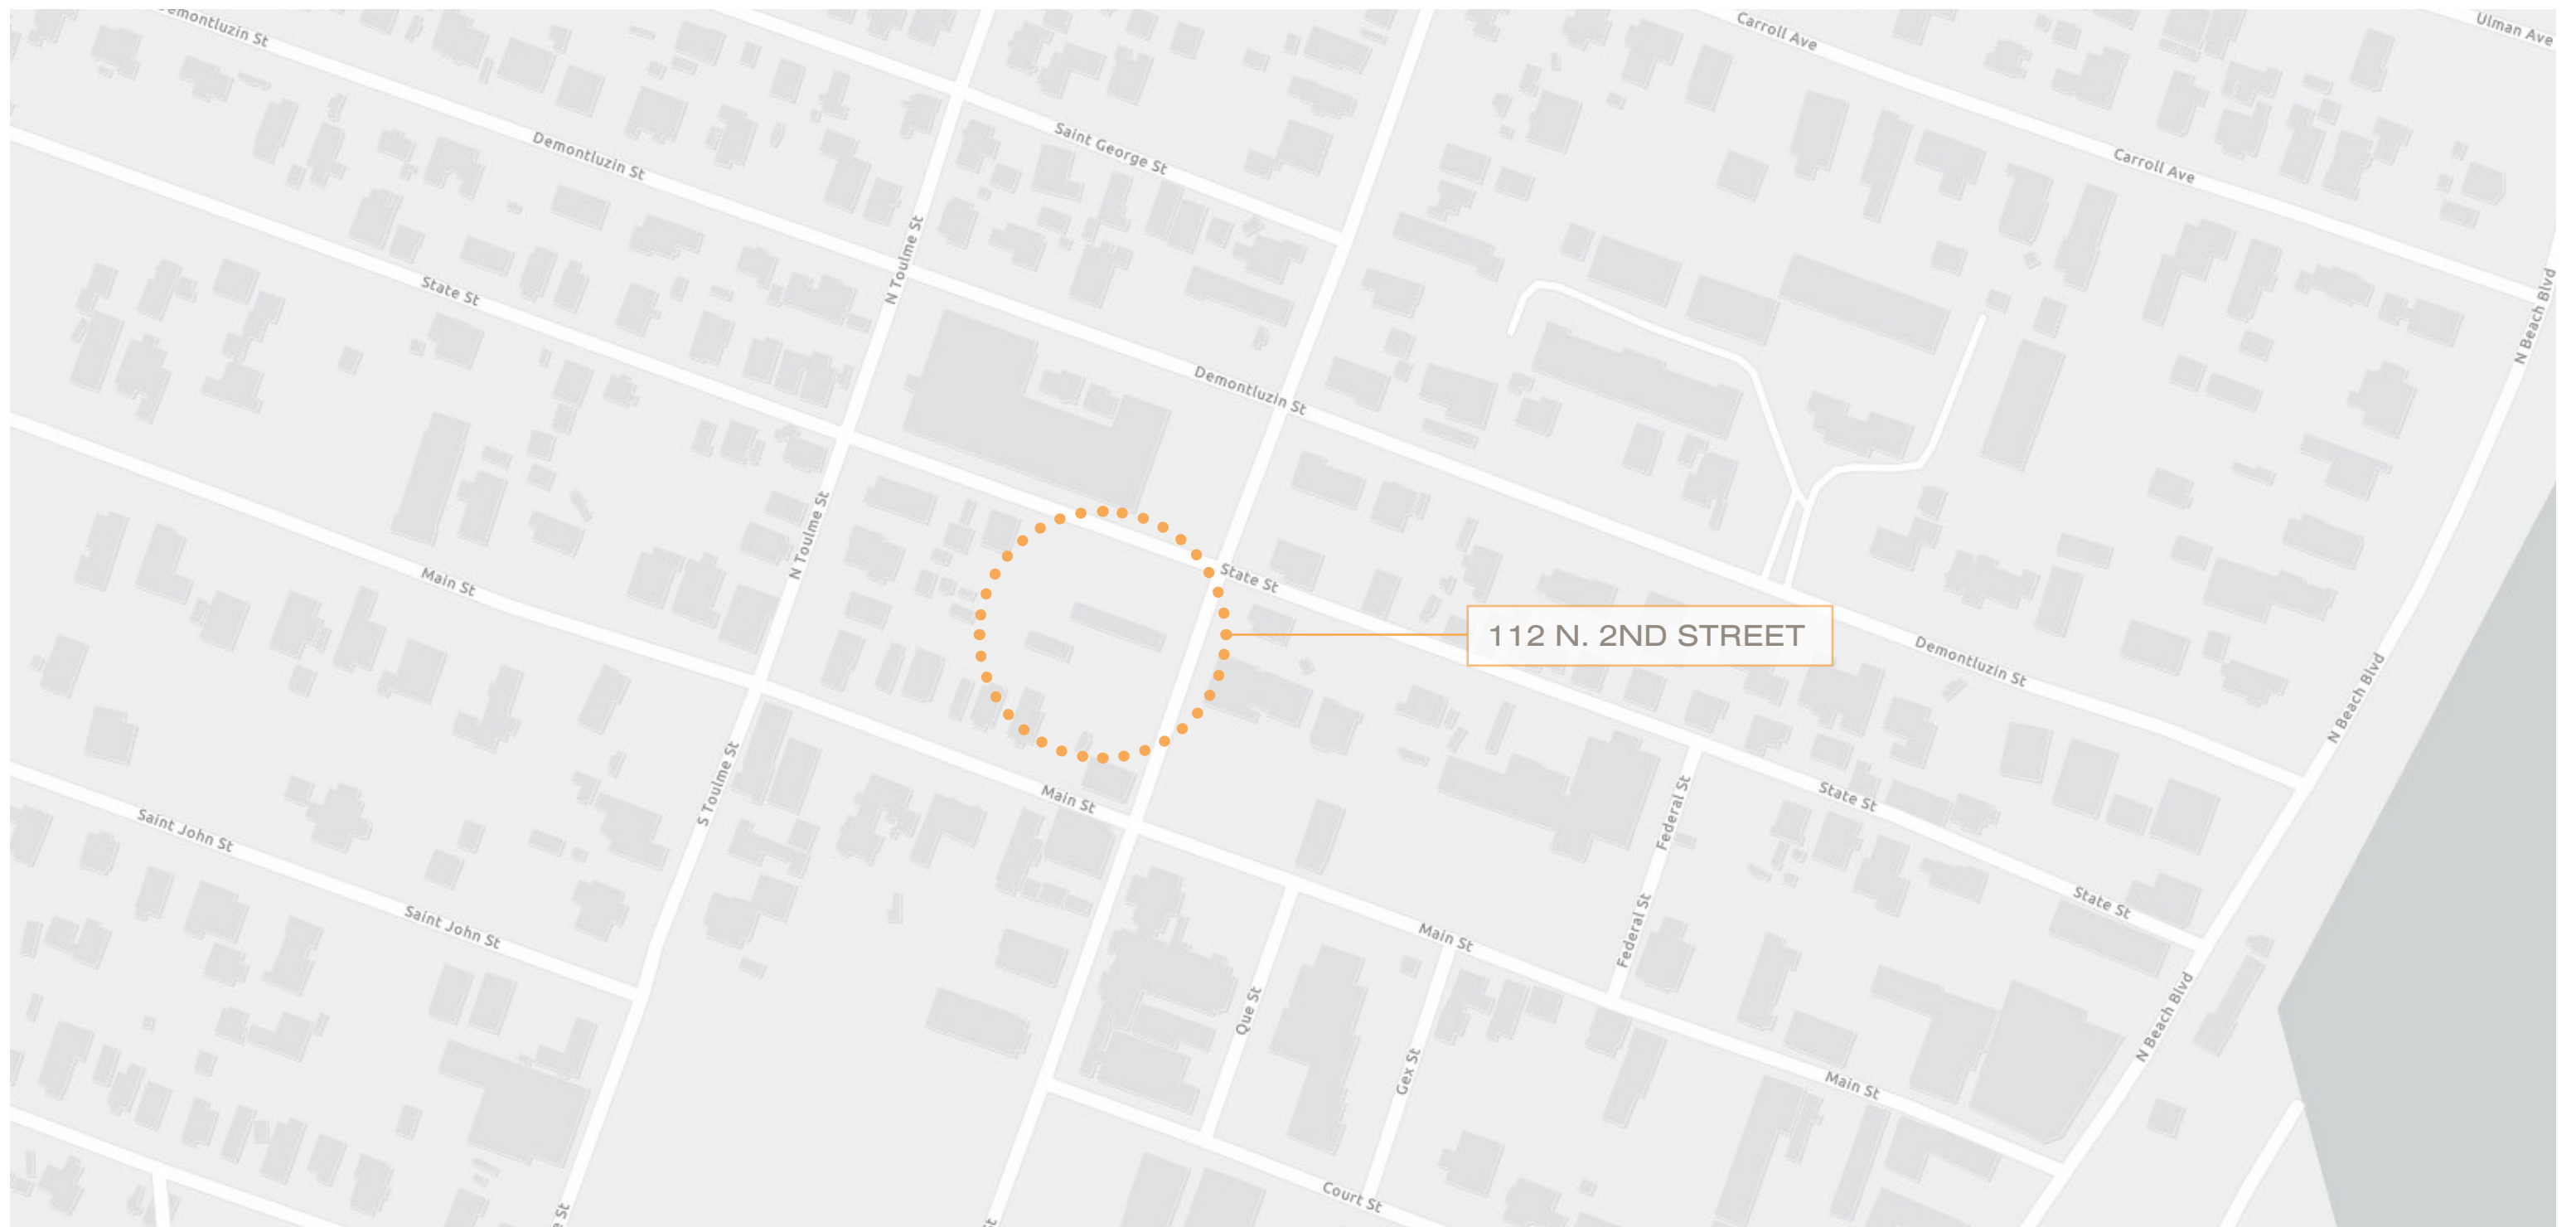 Demontluzin St
Carroll Ave
Ulman Ave
Demontluzin St
Saint George St
Carroll Ave
N Toulme St
State St
N Beach Blvd
Demontluzin St
N Toulme St
Main St
State St
112 N. 2ND STREET
Demontluzin St
N Beach Blvd
S Toulme St
Main St
State St
Federal St
Saint John St
Saint John St
State St
Main St
Federal St
Que St
N Beach Blvd
Gex St
Main St
Court St
St